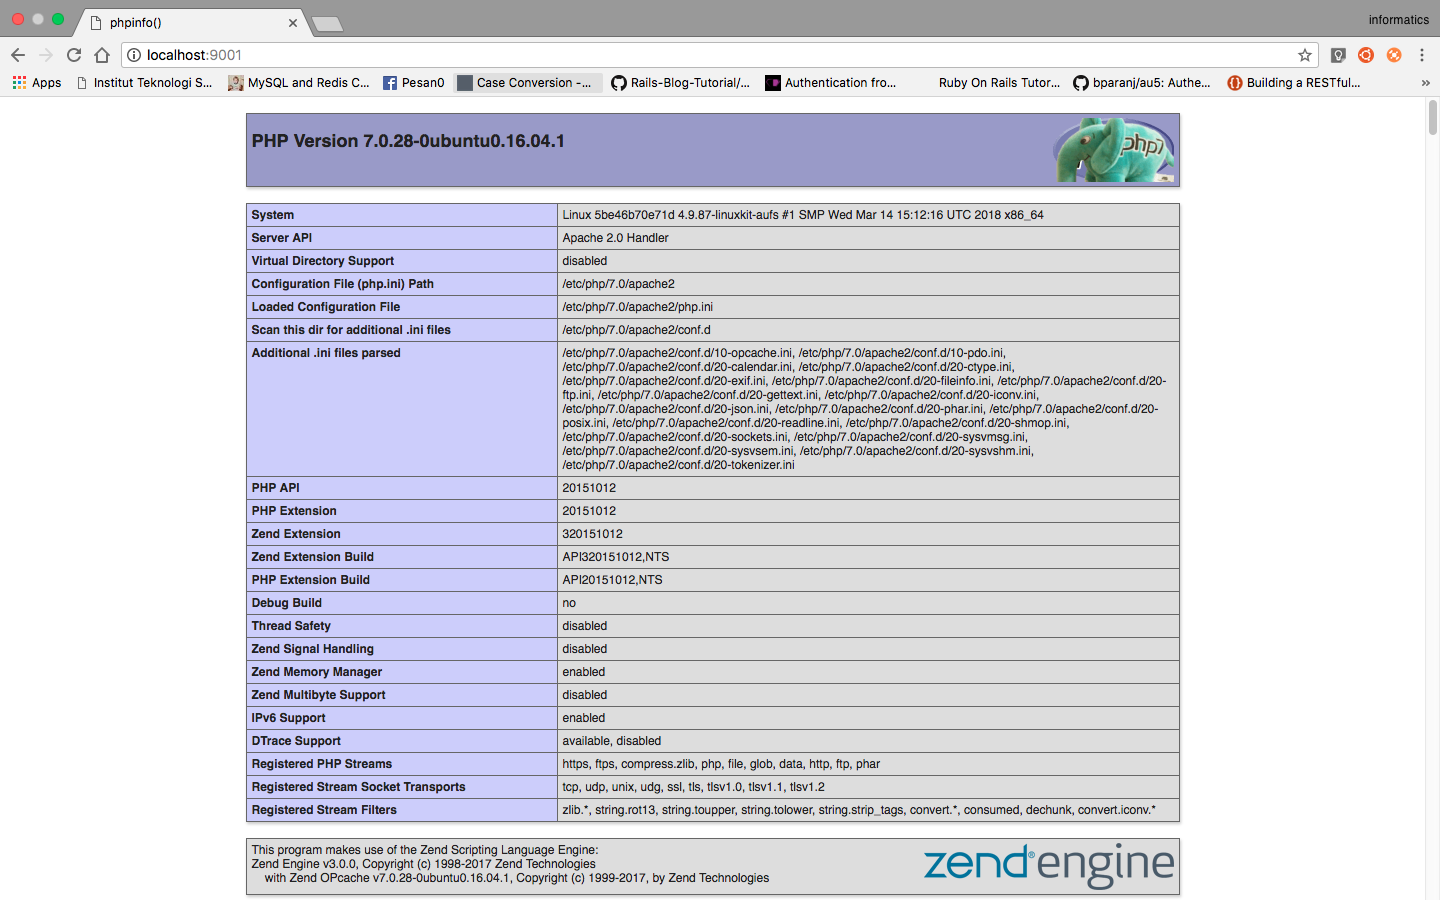 phpinfo()
informatics
localhost:9001
Apps
Institut Teknologi S...
MySQL and Redis C...
Pesan0
Case Conversion -...
Rails-Blog-Tutorial/...
Authentication fro...
Ruby On Rails Tutor...
bparanj/au5: Authe...
Building a RESTful...
»
PHP Version 7.0.28-0ubuntu0.16.04.1
php7
System Linux 5be46b70e71d 4.9.87-linuxkit-aufs #1 SMP Wed Mar 14 15:12:16 UTC 2018 x86_64
Server API Apache 2.0 Handler
Virtual Directory Support disabled
Configuration File (php.ini) Path /etc/php/7.0/apache2
Loaded Configuration File /etc/php/7.0/apache2/php.ini
Scan this dir for additional .ini files /etc/php/7.0/apache2/conf.d
Additional .ini files parsed /etc/php/7.0/apache2/conf.d/10-opcache.ini, /etc/php/7.0/apache2/conf.d/10-pdo.ini,
/etc/php/7.0/apache2/conf.d/20-calendar.ini, /etc/php/7.0/apache2/conf.d/20-ctype.ini,
/etc/php/7.0/apache2/conf.d/20-exif.ini, /etc/php/7.0/apache2/conf.d/20-fileinfo.ini, /etc/php/7.0/apache2/conf.d/20-
ftp.ini, /etc/php/7.0/apache2/conf.d/20-gettext.ini, /etc/php/7.0/apache2/conf.d/20-iconv.ini,
/etc/php/7.0/apache2/conf.d/20-json.ini, /etc/php/7.0/apache2/conf.d/20-phar.ini, /etc/php/7.0/apache2/conf.d/20-
posix.ini, /etc/php/7.0/apache2/conf.d/20-readline.ini, /etc/php/7.0/apache2/conf.d/20-shmop.ini,
/etc/php/7.0/apache2/conf.d/20-sockets.ini, /etc/php/7.0/apache2/conf.d/20-sysvmsg.ini,
/etc/php/7.0/apache2/conf.d/20-sysvsem.ini, /etc/php/7.0/apache2/conf.d/20-sysvshm.ini,
/etc/php/7.0/apache2/conf.d/20-tokenizer.ini
PHP API 20151012
PHP Extension 20151012
Zend Extension 320151012
Zend Extension Build API320151012,NTS
PHP Extension Build API20151012,NTS
Debug Build no
Thread Safety disabled
Zend Signal Handling disabled
Zend Memory Manager enabled
Zend Multibyte Support disabled
IPv6 Support enabled
DTrace Support available, disabled
Registered PHP Streams https, ftps, compress.zlib, php, file, glob, data, http, ftp, phar
Registered Stream Socket Transports tcp, udp, unix, udg, ssl, tls, tlsv1.0, tlsv1.1, tlsv1.2
Registered Stream Filters zlib.*, string.rot13, string.toupper, string.tolower, string.strip_tags, convert.*, consumed, dechunk, convert.iconv.*
This program makes use of the Zend Scripting Language Engine:
Zend Engine v3.0.0, Copyright (c) 1998-2017 Zend Technologies
with Zend OPcache v7.0.28-0ubuntu0.16.04.1, Copyright (c) 1999-2017, by Zend Technologies
zend® engine